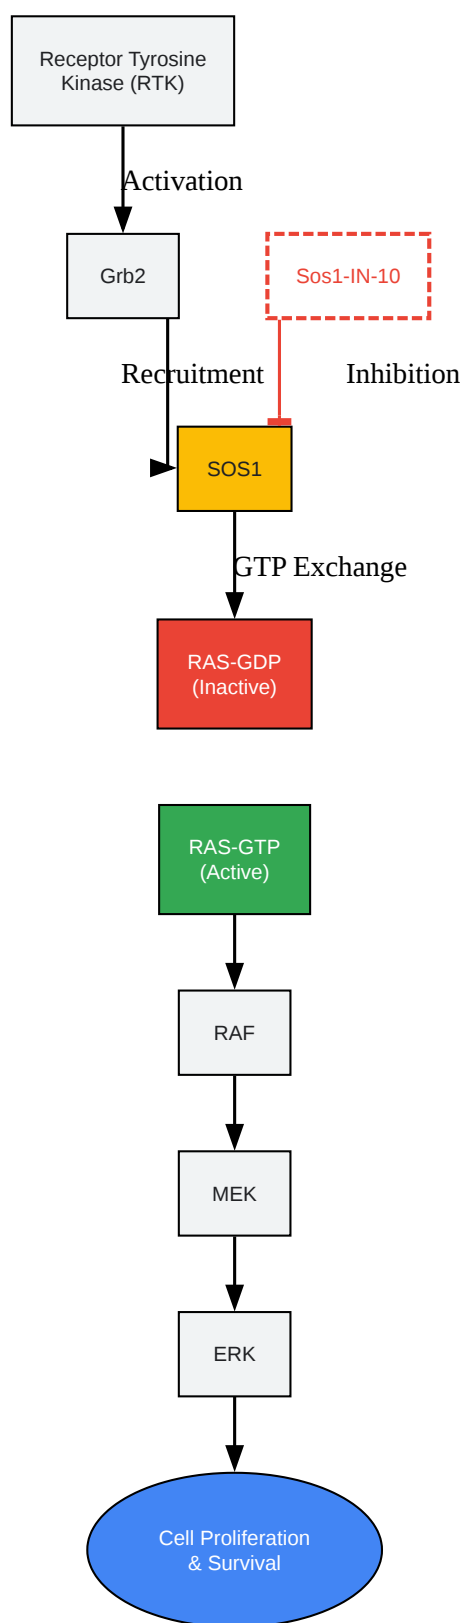 Receptor Tyrosine
Kinase (RTK)
Activation
Grb2
Sos1-IN-10
Recruitment
Inhibition
SOS1
GTP Exchange
RAS-GDP
(Inactive)
RAS-GTP
(Active)
RAF
MEK
ERK
Cell Proliferation
& Survival